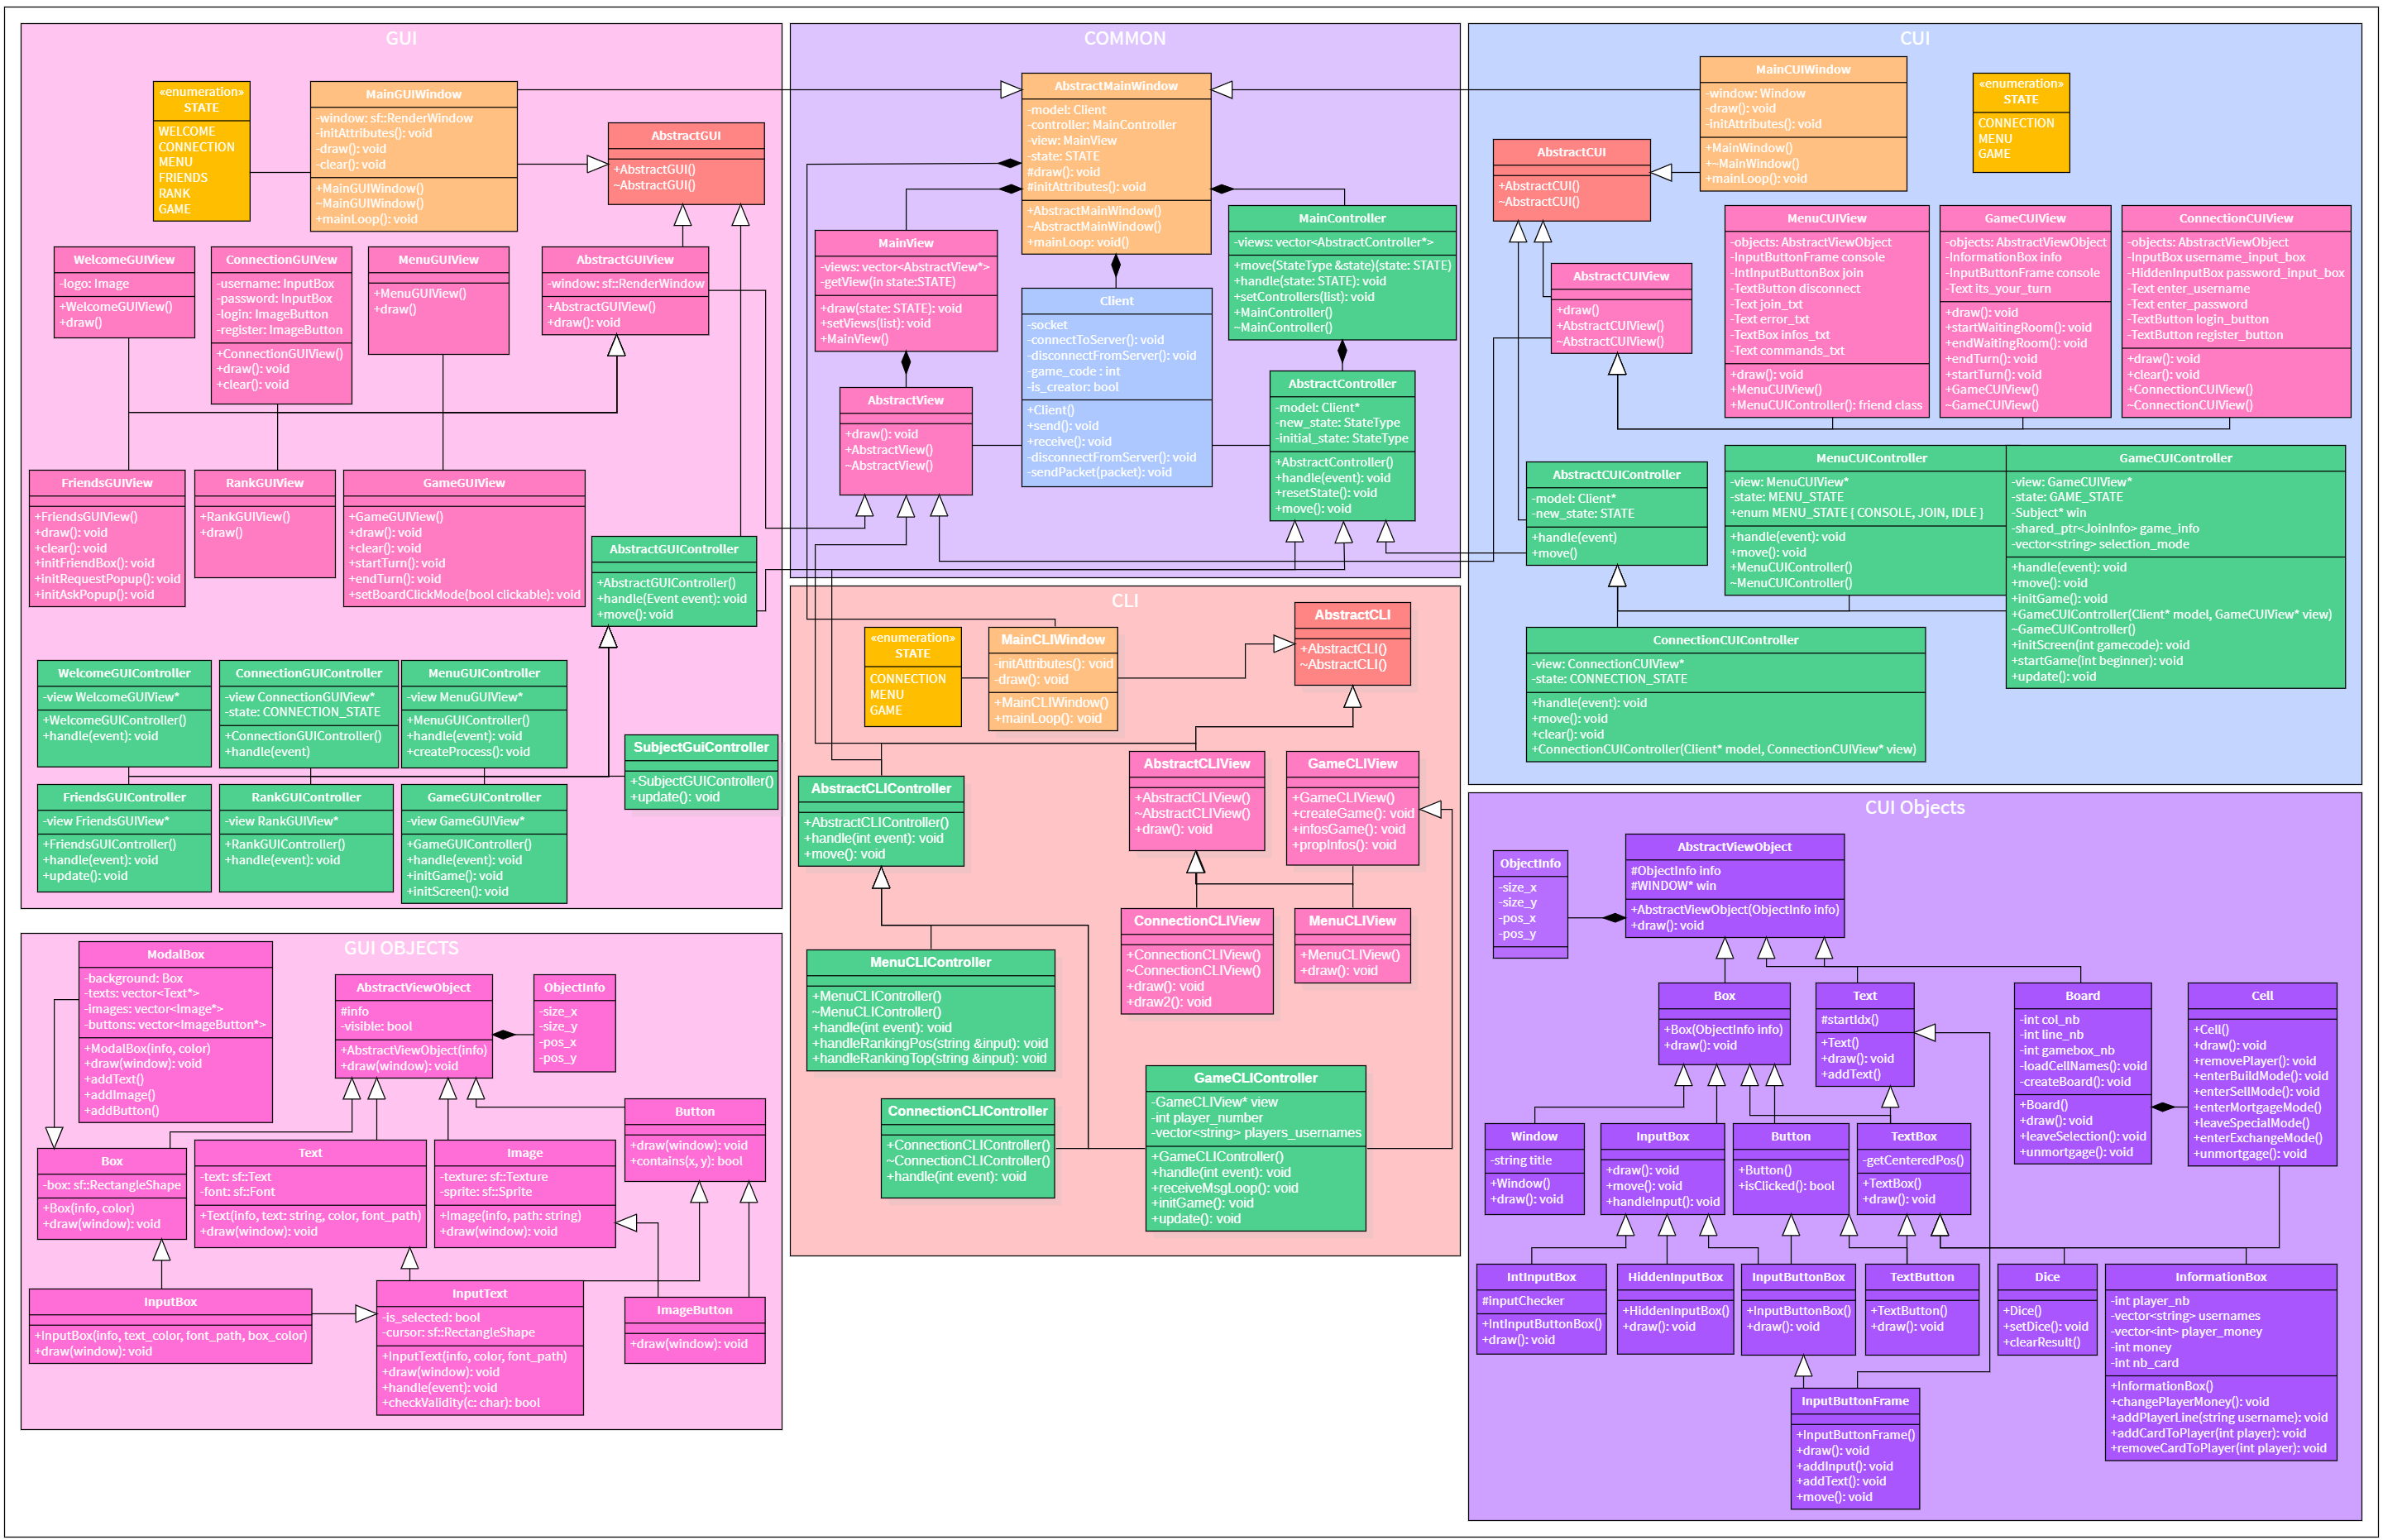 GUI
«enumeration»
STATE
WELCOME
CONNECTION
MENU
FRIENDS
RANK
GAME
MainGUIWindow
-window: sf::RenderWindow
-initAttributes(): void
-draw(): void
-clear(): void
+MainGUIWindow()
~MainGUIWindow()
+mainLoop(): void
AbstractGUI
+AbstractGUI()
~AbstractGUI()
WelcomeGUIView
-logo: Image
+WelcomeGUIView()
+draw()
ConnectionGUIView
-username: InputBox
-password: InputBox
-login: ImageButton
-register: ImageButton
+ConnectionGUIView()
+draw(): void
+clear(): void
MenuGUIView
+MenuGUIView()
+draw()
AbstractGUIView
-window: sf::RenderWindow
+AbstractGUIView()
+draw(): void
FriendsGUIView
+FriendsGUIView()
+draw(): void
+clear(): void
+initFriendBox(): void
+initRequestPopup(): void
+initAskPopup(): void
RankGUIView
+RankGUIView()
+draw()
GameGUIView
+GameGUIView()
+draw(): void
+clear(): void
+startTurn(): void
+endTurn(): void
+setBoardClickMode(bool clickable): void
AbstractGUIController
+AbstractGUIController()
+handle(Event event): void
+move(): void
WelcomeGUIController
-view WelcomeGUIView*
+WelcomeGUIController()
+handle(event): void
ConnectionGUIController
-view ConnectionGUIView*
-state: CONNECTION_STATE
+ConnectionGUIController()
+handle(event)
MenuGUIController
-view MenuGUIView*
+MenuGUIController()
+handle(event): void
+createProcess(): void
SubjectGuiController
+SubjectGUIController()
+update(): void
FriendsGUIController
-view FriendsGUIView*
+FriendsGUIController()
+handle(event): void
+update(): void
RankGUIController
-view RankGUIView*
+RankGUIController()
+handle(event): void
GameGUIController
-view GameGUIView*
+GameGUIController()
+handle(event): void
+initGame(): void
+initScreen(): void
COMMON
AbstractMainWindow
-model: Client
-controller: MainController
-view: MainView
-state: STATE
#draw(): void
#initAttributes(): void
+AbstractMainWindow()
~AbstractMainWindow()
+mainLoop: void()
MainView
-views: vector<AbstractView*>
-getView(in state:STATE)
+draw(state: STATE): void
+setViews(list): void
+MainView()
MainController
-views: vector<AbstractController*>
+move(StateType &state)(state: STATE)
+handle(state: STATE): void
+setControllers(list): void
+MainController()
~MainController()
Client
-socket
-connectToServer(): void
-disconnectFromServer(): void
-game_code : int
-is_creator: bool
+Client()
+send(): void
+receive(): void
-disconnectFromServer(): void
-sendPacket(packet): void
AbstractView
+draw(): void
+AbstractView()
~AbstractView()
AbstractController
-model: Client*
-new_state: StateType
-initial_state: StateType
+AbstractController()
+handle(event): void
+resetState(): void
+move(): void
CUI
MainCUIWindow
-window: Window
-draw(): void
-initAttributes(): void
+MainWindow()
+~MainWindow()
+mainLoop(): void
«enumeration»
STATE
CONNECTION
MENU
GAME
AbstractCUI
+AbstractCUI()
~AbstractCUI()
AbstractCUIView
+draw()
+AbstractCUIView()
~AbstractCUIView()
MenuCUIView
-objects: AbstractViewObject
-InputButtonFrame console
-IntInputButtonBox join
-TextButton disconnect
-Text join_txt
-Text error_txt
-TextBox infos_txt
-Text commands_txt
+draw(): void
+MenuCUIView()
+MenuCUIController(): friend class
GameCUIView
-objects: AbstractViewObject
-InformationBox info
-InputButtonFrame console
-Text its_your_turn
+draw(): void
+startWaitingRoom(): void
+endWaitingRoom(): void
+endTurn(): void
+startTurn(): void
+GameCUIView()
~GameCUIView()
ConnectionCUIView
-objects: AbstractViewObject
-InputBox username_input_box
-HiddenInputBox password_input_box
-Text enter_username
-Text enter_password
-TextButton login_button
-TextButton register_button
+draw(): void
+clear(): void
+ConnectionCUIView()
~ConnectionCUIView()
AbstractCUIController
-model: Client*
-new_state: STATE
+handle(event)
+move()
MenuCUIController
-view: MenuCUIView*
-state: MENU_STATE
+enum MENU_STATE { CONSOLE, JOIN, IDLE }
+handle(event): void
+move(): void
+MenuCUIController()
~MenuCUIController()
GameCUIController
-view: GameCUIView*
-state: GAME_STATE
-Subject* win
-shared_ptr<JoinInfo> game_info
-vector<string> selection_mode
+handle(event): void
+move(): void
+initGame(): void
+GameCUIController(Client* model, GameCUIView* view)
~GameCUIController()
+initScreen(int gamecode): void
+startGame(int beginner): void
+update(): void
ConnectionCUIController
-view: ConnectionCUIView*
-state: CONNECTION_STATE
+handle(event): void
+move(): void
+clear(): void
+ConnectionCUIController(Client* model, ConnectionCUIView* view)
CLI
«enumeration»
STATE
CONNECTION
MENU
GAME
MainCLIWindow
-initAttributes(): void
-draw(): void
+MainCLIWindow()
+mainLoop(): void
AbstractCLI
+AbstractCLI()
~AbstractCLI()
AbstractCLIController
+AbstractCLIController()
+handle(int event): void
+move(): void
AbstractCLIView
+AbstractCLIView()
~AbstractCLIView()
+draw(): void
GameCLIView
+GameCLIView()
+createGame(): void
+infosGame(): void
+propInfos(): void
ConnectionCLIView
+ConnectionCLIView()
~ConnectionCLIView()
+draw(): void
+draw2(): void
MenuCLIView
+MenuCLIView()
+draw(): void
MenuCLIController
+MenuCLIController()
~MenuCLIController()
+handle(int event): void
+handleRankingPos(string &input): void
+handleRankingTop(string &input): void
ConnectionCLIController
+ConnectionCLIController()
~ConnectionCLIController()
+handle(int event): void
GameCLIController
-GameCLIView* view
-int player_number
-vector<string> players_usernames
+GameCLIController()
+handle(int event): void
+receiveMsgLoop(): void
+initGame(): void
+update(): void
GUI OBJECTS
ModalBox
-background: Box
-texts: vector<Text*>
-images: vector<Image*>
-buttons: vector<ImageButton*>
+ModalBox(info, color)
+draw(window): void
+addText()
+addImage()
+addButton()
AbstractViewObject
#info
-visible: bool
+AbstractViewObject(info)
+draw(window): void
ObjectInfo
-size_x
-size_y
-pos_x
-pos_y
Button
+draw(window): void
+contains(x, y): bool
Box
-box: sf::RectangleShape
+Box(info, color)
+draw(window): void
Text
-text: sf::Text
-font: sf::Font
+Text(info, text: string, color, font_path)
+draw(window): void
Image
-texture: sf::Texture
-sprite: sf::Sprite
+Image(info, path: string)
+draw(window): void
InputBox
+InputBox(info, text_color, font_path, box_color)
+draw(window): void
InputText
-is_selected: bool
-cursor: sf::RectangleShape
+InputText(info, color, font_path)
+draw(window): void
+handle(event): void
+checkValidity(c: char): bool
ImageButton
+draw(window): void
CUI Objects
ObjectInfo
-size_x
-size_y
-pos_x
-pos_y
AbstractViewObject
#ObjectInfo info
#WINDOW* win
+AbstractViewObject(ObjectInfo info)
+draw(): void
Box
+Box(ObjectInfo info)
+draw(): void
Text
#startIdx()
+Text()
+draw(): void
+addText()
Board
-int col_nb
-int line_nb
-int gamebox_nb
-loadCellNames(): void
-createBoard(): void
+Board()
+draw(): void
+leaveSelection(): void
+unmortgage(): void
Cell
+Cell()
+draw(): void
+removePlayer(): void
+enterBuildMode(): void
+enterSellMode(): void
+enterMortgageMode()
+leaveSpecialMode()
+enterExchangeMode()
+unmortgage(): void
Window
-string title
+Window()
+draw(): void
InputBox
+draw(): void
+move(): void
+handleInput(): void
Button
+Button()
+isClicked(): bool
TextBox
-getCenteredPos()
+TextBox()
+draw(): void
IntInputBox
#inputChecker
+IntInputButtonBox()
+draw(): void
HiddenInputBox
+HiddenInputBox()
+draw(): void
InputButtonBox
+InputButtonBox()
+draw(): void
TextButton
+TextButton()
+draw(): void
Dice
+Dice()
+setDice(): void
+clearResult()
InformationBox
-int player_nb
-vector<string> usernames
-vector<int> player_money
-int money
-int nb_card
+InformationBox()
+changePlayerMoney(): void
+addPlayerLine(string username): void
+addCardToPlayer(int player): void
+removeCardToPlayer(int player): void
InputButtonFrame
+InputButtonFrame()
+draw(): void
+addInput(): void
+addText(): void
+move(): void